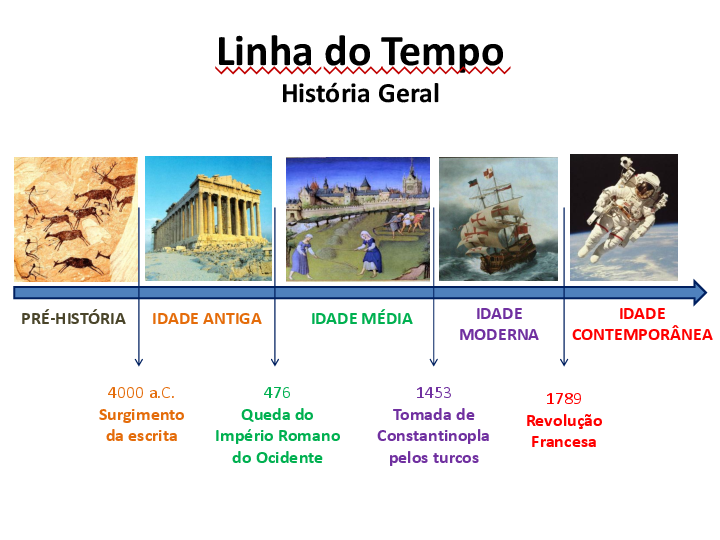 Linha do Tempo
História Geral
PRÉ-HISTÓRIA
IDADE ANTIGA
IDADE MÉDIA
IDADE
MODERNA
IDADE
CONTEMPORÂNEA
4000 a.C.
Surgimento
da escrita
476
Queda do
Império Romano
do Ocidente
1453
Tomada de
Constantinopla
pelos turcos
1789
Revolução
Francesa